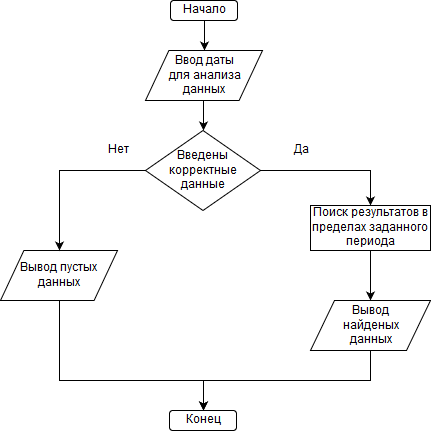 Начало
Ввод даты
для анализа
данных
Нет
Да
Введены
корректные
данные
Поиск результатов в
пределах заданного
периода
Вывод пустых
данных
Вывод
найденых
данных
Конец